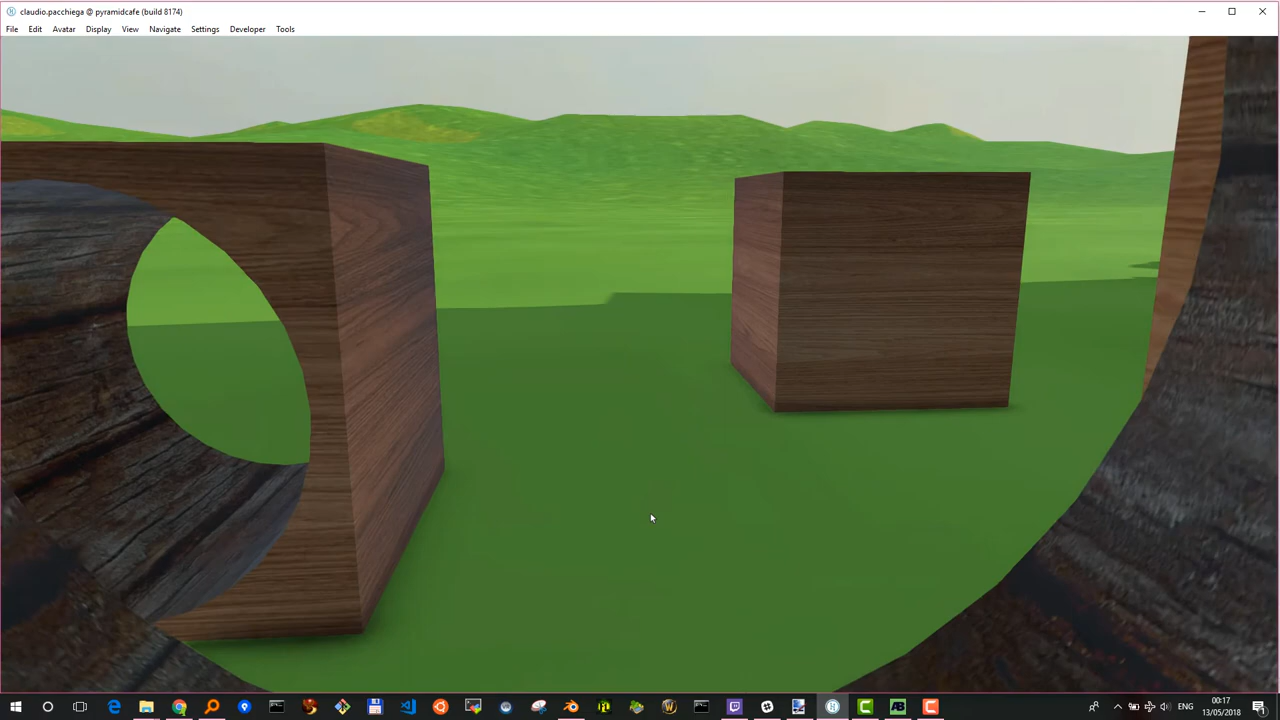 claudio.pacchiega @ pyramidcafe (build 8174)
File Edit Avatar Display View Navigate Settings Developer Tools
ENG
00:17
13/05/2018